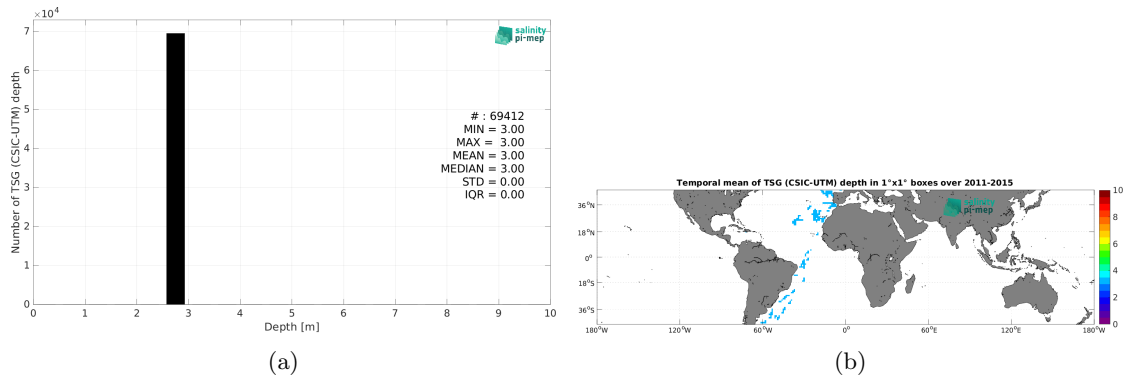 ×10⁴
7
6
5
4
3
2
1
0
Number of TSG (CSIC-UTM) depth
salinity
pi-mep
# : 69412
MIN = 3.00
MAX = 3.00
MEAN = 3.00
MEDIAN = 3.00
STD = 0.00
IQR = 0.00
0 1 2 3 4 5 6 7 8 9 10
Depth [m]
(a)
Temporal mean of TSG (CSIC-UTM) depth in 1°x1° boxes over 2011-2015
salinity
pi-mep
36°N
18°N
0°
18°S
36°S
180°W 120°W 60°W 0° 60°E 120°E 180°W
10
8
6
4
2
0
(b)